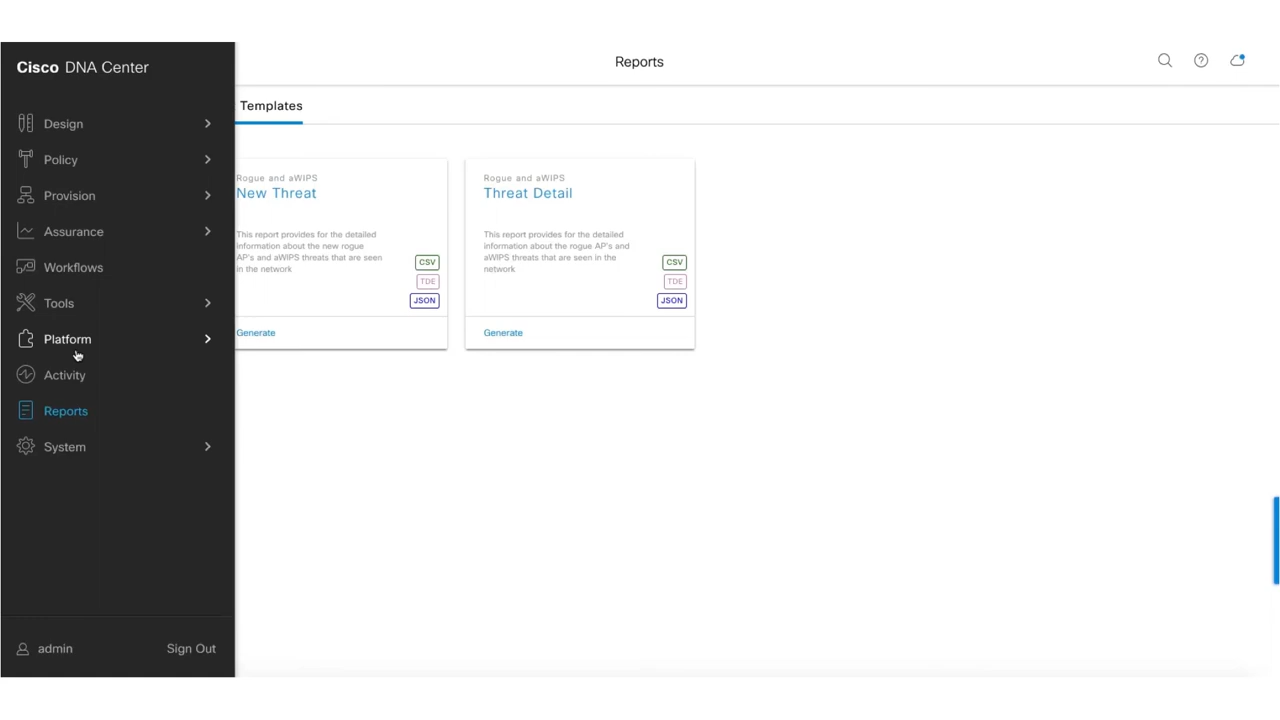 Cisco DNA Center
Reports
Design
Policy
Provision
Assurance
Workflows
Tools
Platform
Activity
Reports
System
admin
Sign Out
Templates
Rogue and aWIPS
New Threat
This report provides for the detailed
information about the new rogue
AP's and aWIPS threats that are seen
in the network
CSV
TDE
JSON
Generate
Rogue and aWIPS
Threat Detail
This report provides for the detailed
information about the rogue AP's and
aWIPS threats that are seen in the
network
CSV
TDE
JSON
Generate